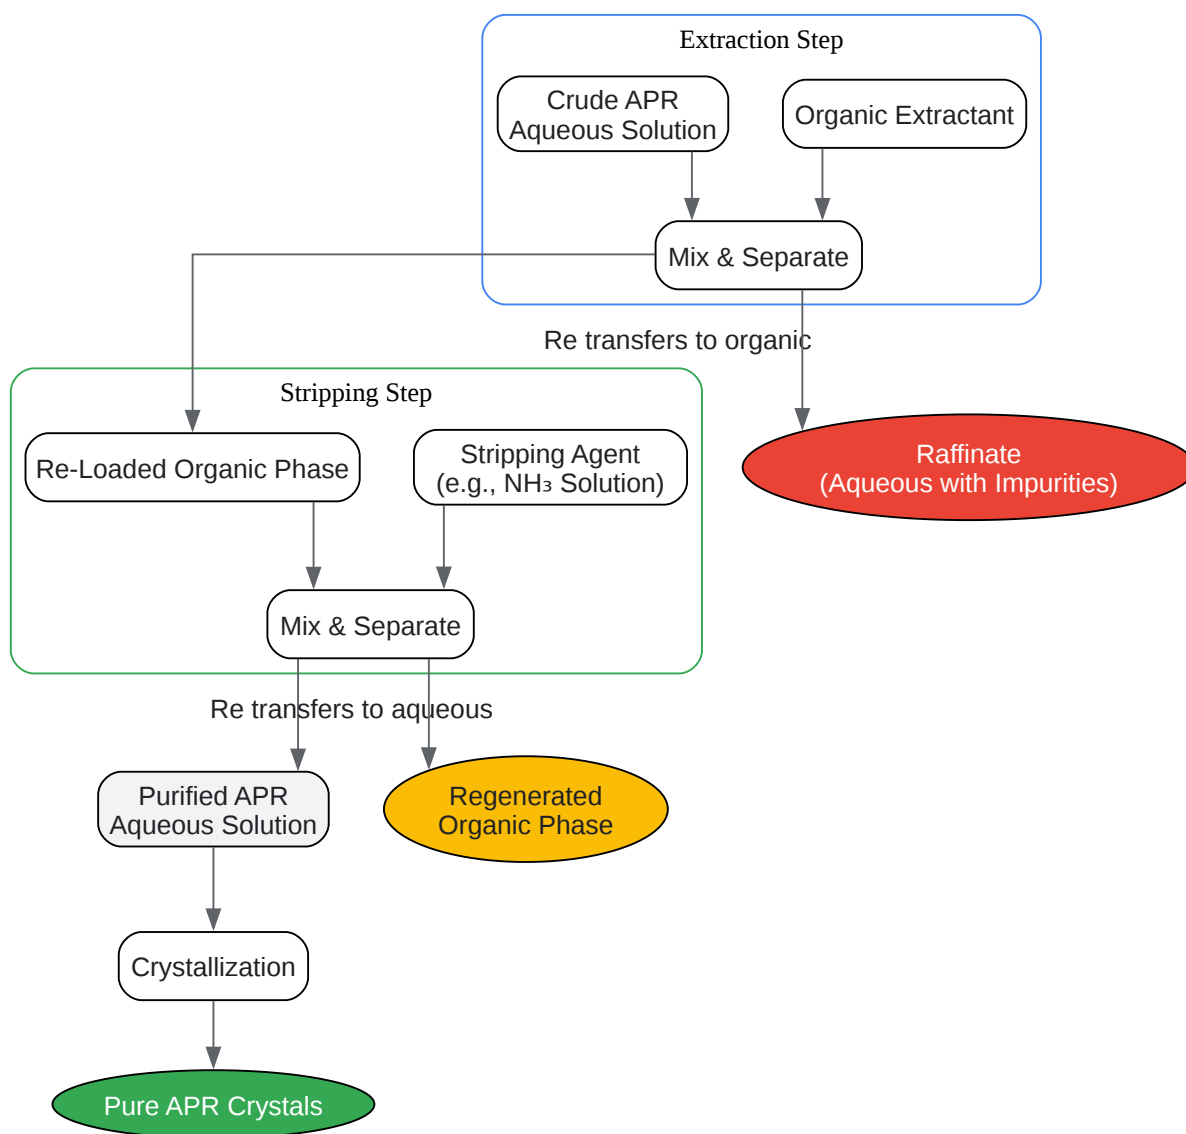 Extraction Step
Crude APR
Aqueous Solution
Organic Extractant
Mix & Separate
Re transfers to organic
Stripping Step
Re-Loaded Organic Phase
Stripping Agent
(e.g., NH₃ Solution)
Raffinate
(Aqueous with Impurities)
Mix & Separate
Re transfers to aqueous
Purified APR
Aqueous Solution
Regenerated
Organic Phase
Crystallization
Pure APR Crystals